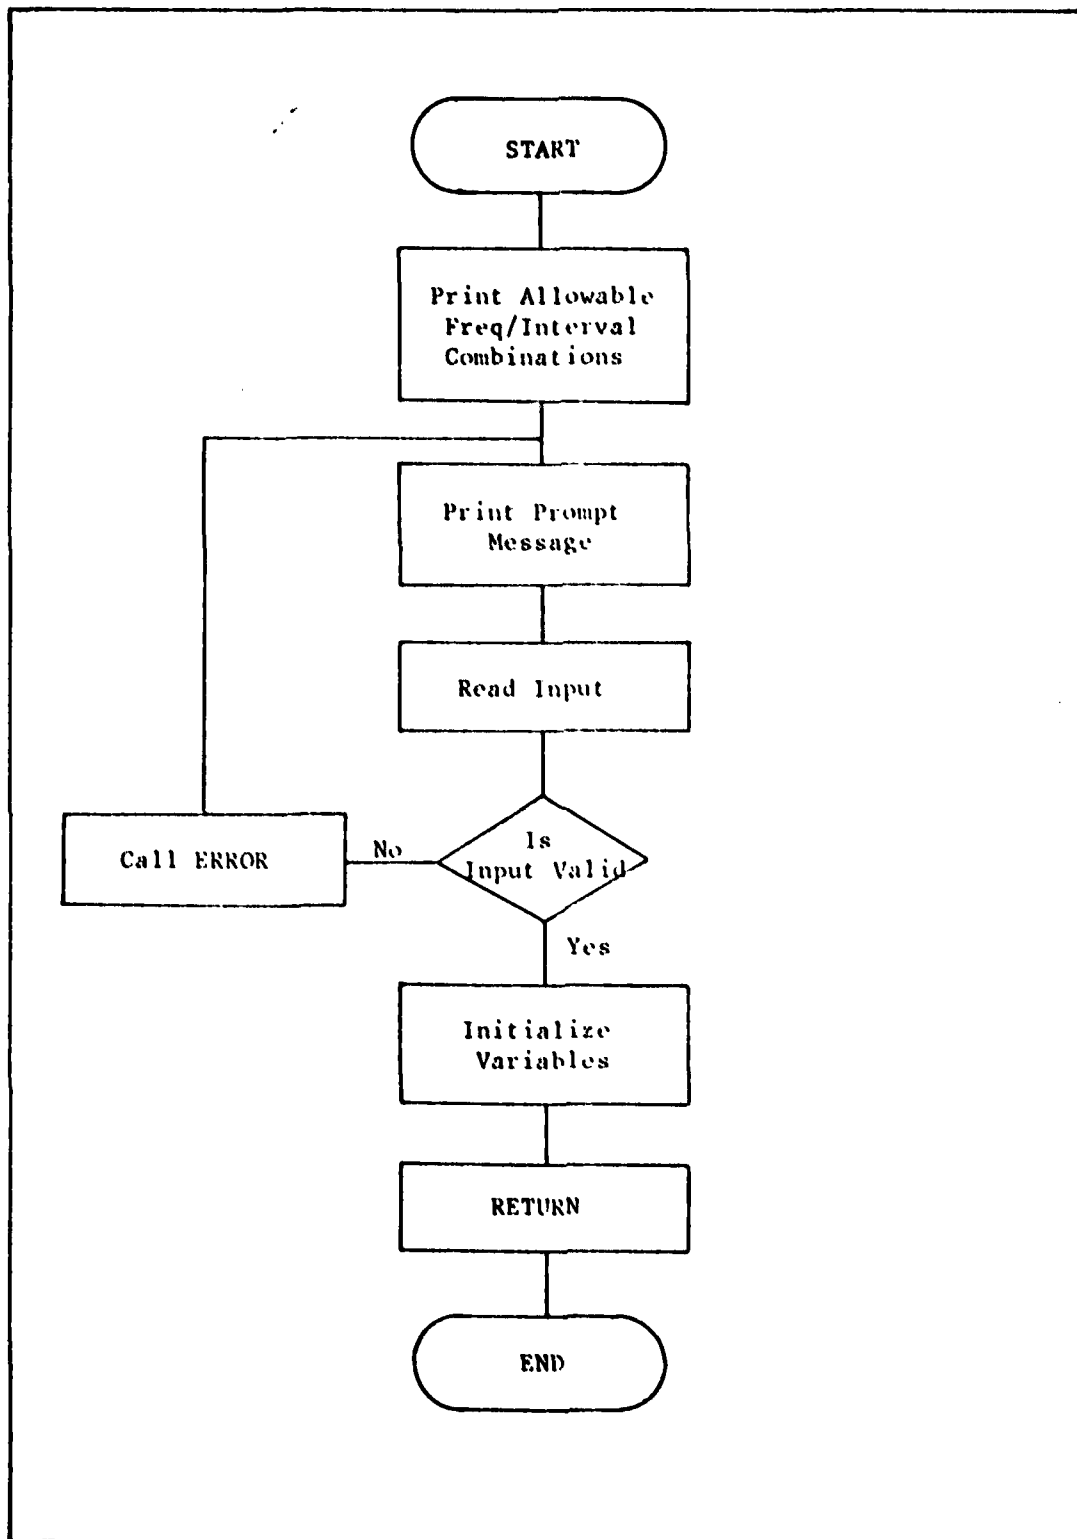 START
Print Allowable
Freq/Interval
Combinations
Print Prompt
Message
Read Input
Is
Input Valid
No
Call ERROR
Yes
Initialize
Variables
RETURN
END